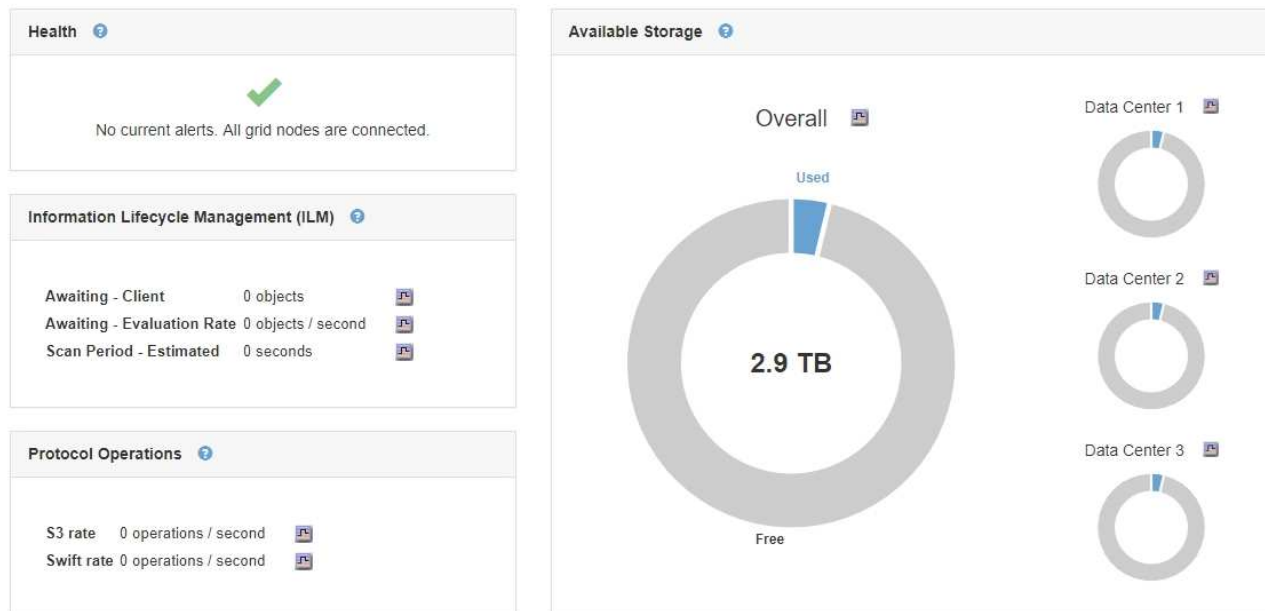 Health
No current alerts. All grid nodes are connected.
Information Lifecycle Management (ILM)
Awaiting - Client 0 objects
Awaiting - Evaluation Rate 0 objects / second
Scan Period - Estimated 0 seconds
Protocol Operations
S3 rate 0 operations / second
Swift rate 0 operations / second
Available Storage
Overall
Used
2.9 TB
Free
Data Center 1
Data Center 2
Data Center 3